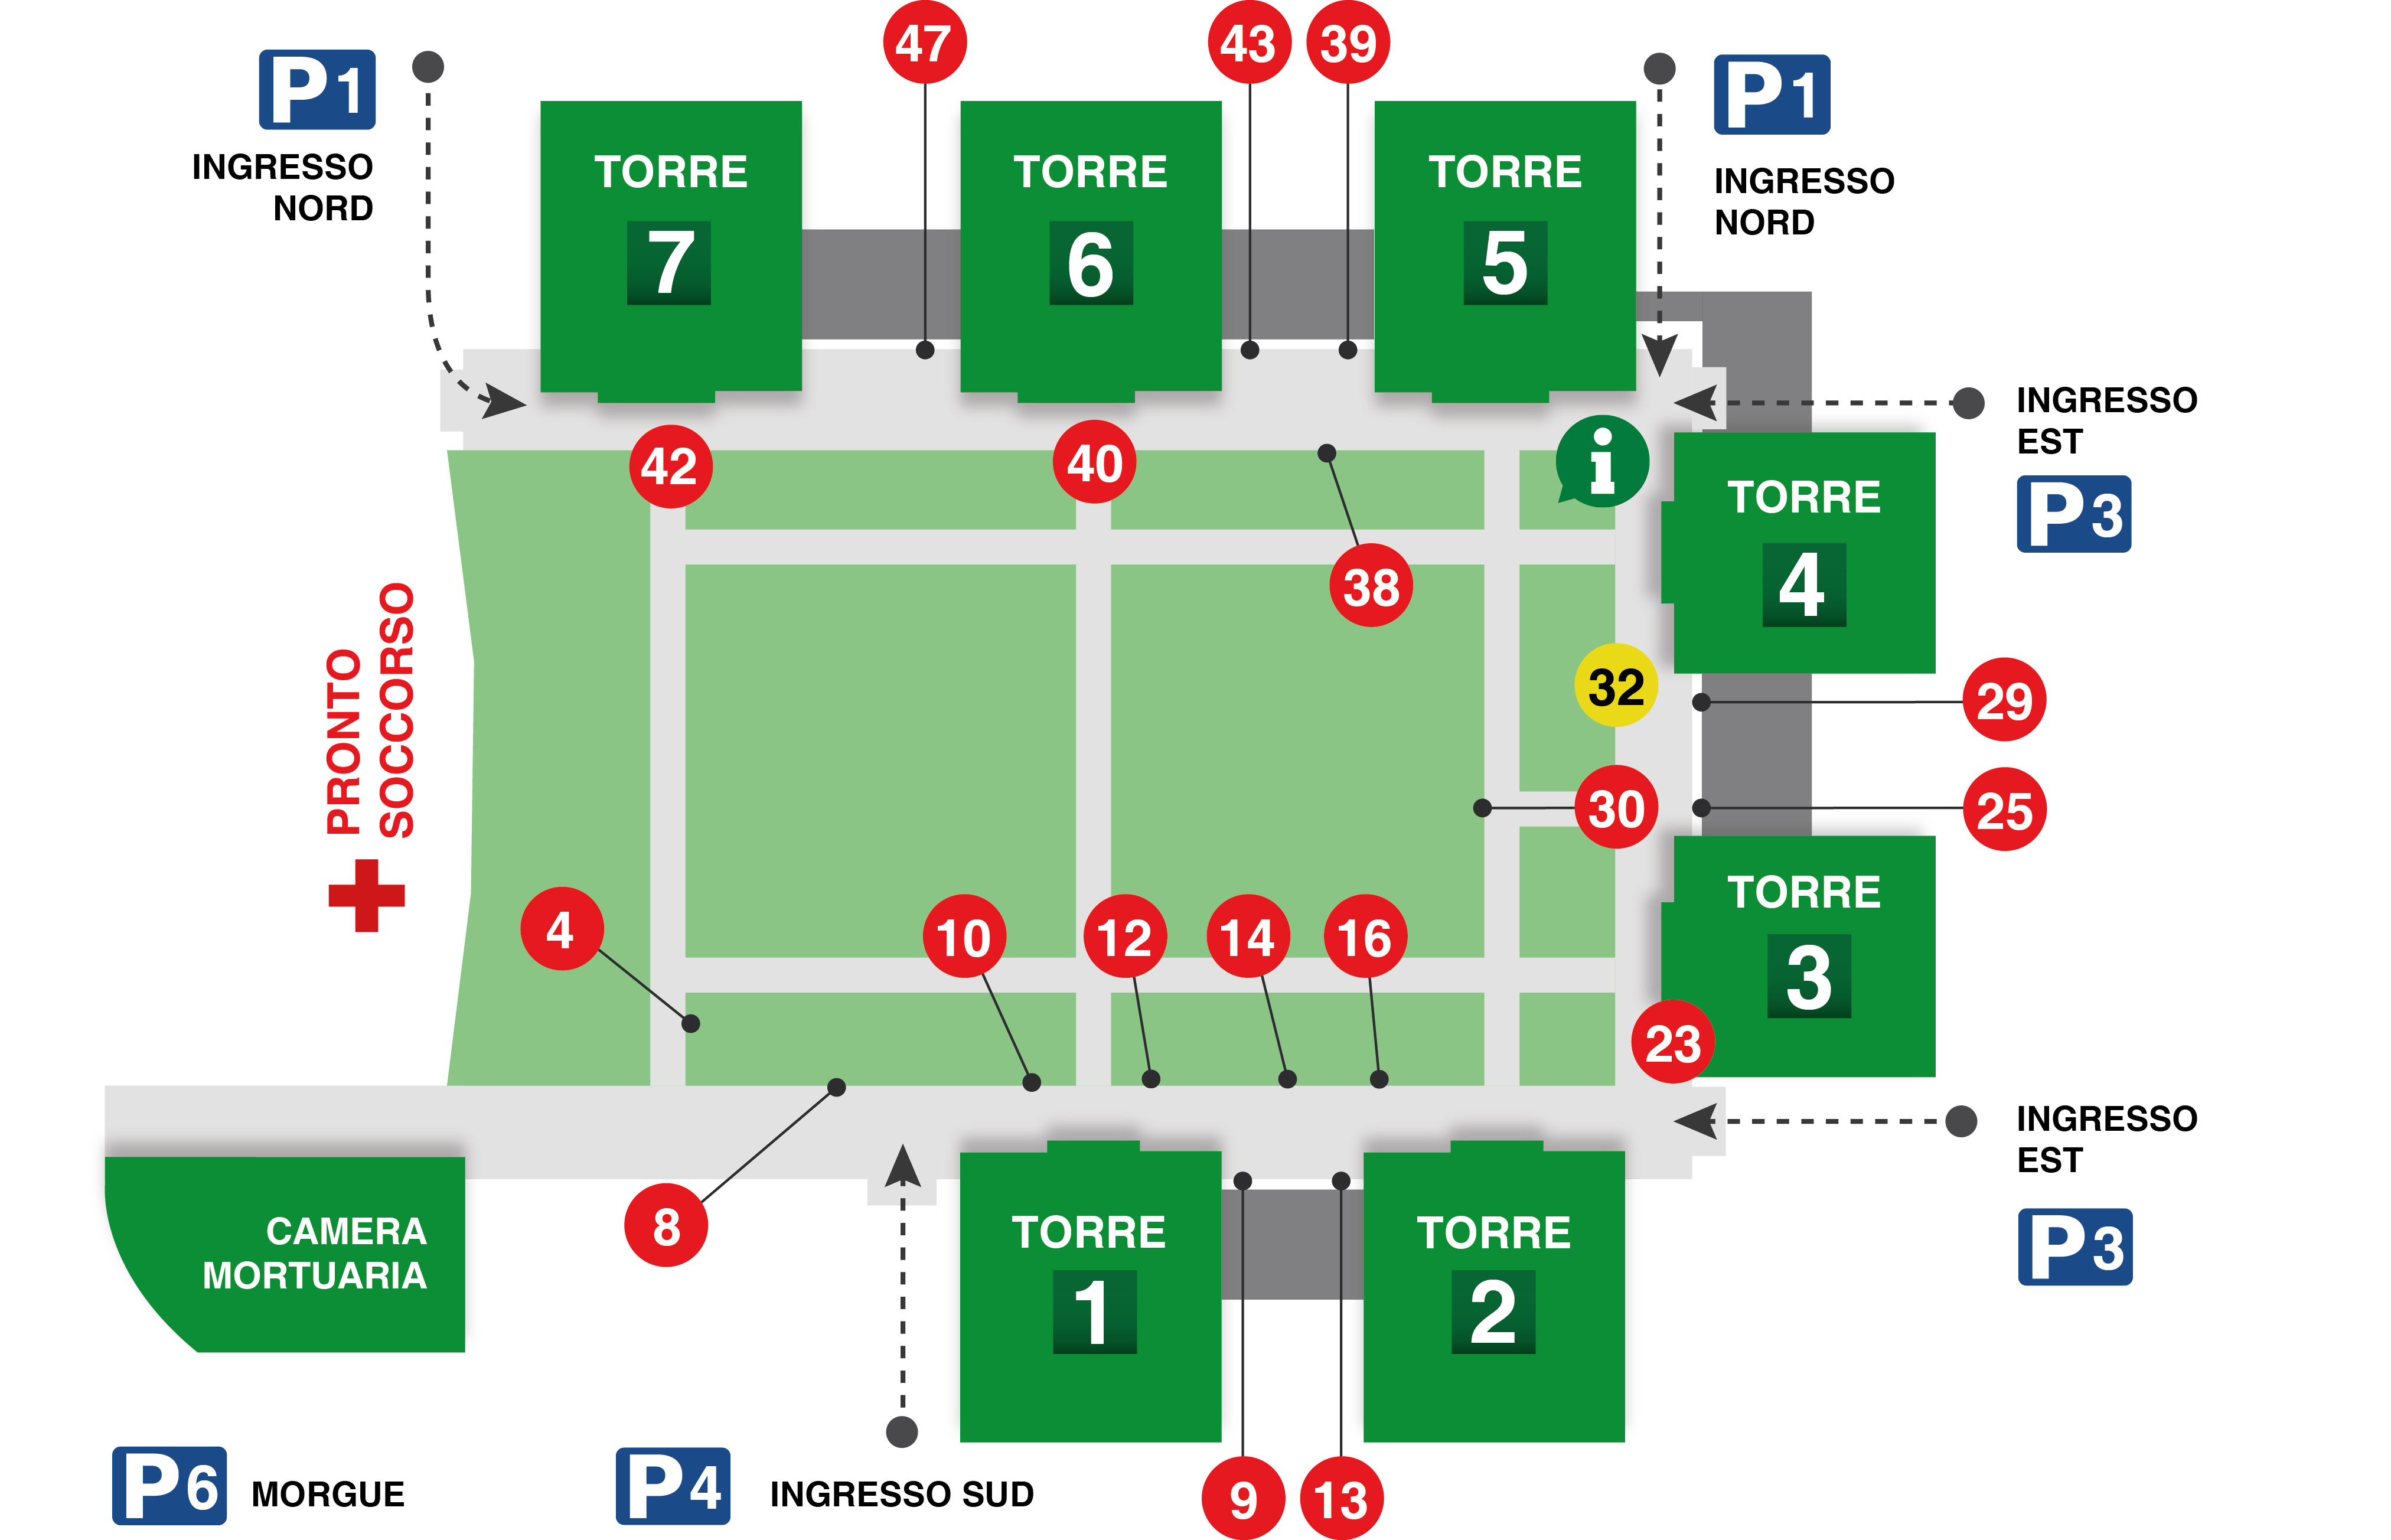 47
43
39
P1
INGRESSO
NORD
P1
INGRESSO
NORD
TORRE
7
TORRE
6
TORRE
5
INGRESSO
EST
P3
42
40
i
38
TORRE
4
PRONTO
SOCCORSO
32
29
30
25
4
10
12
14
16
TORRE
3
23
8
INGRESSO
EST
P3
CAMERA
MORTUARIA
TORRE
1
TORRE
2
P6
MORGUE
P4
INGRESSO SUD
9
13